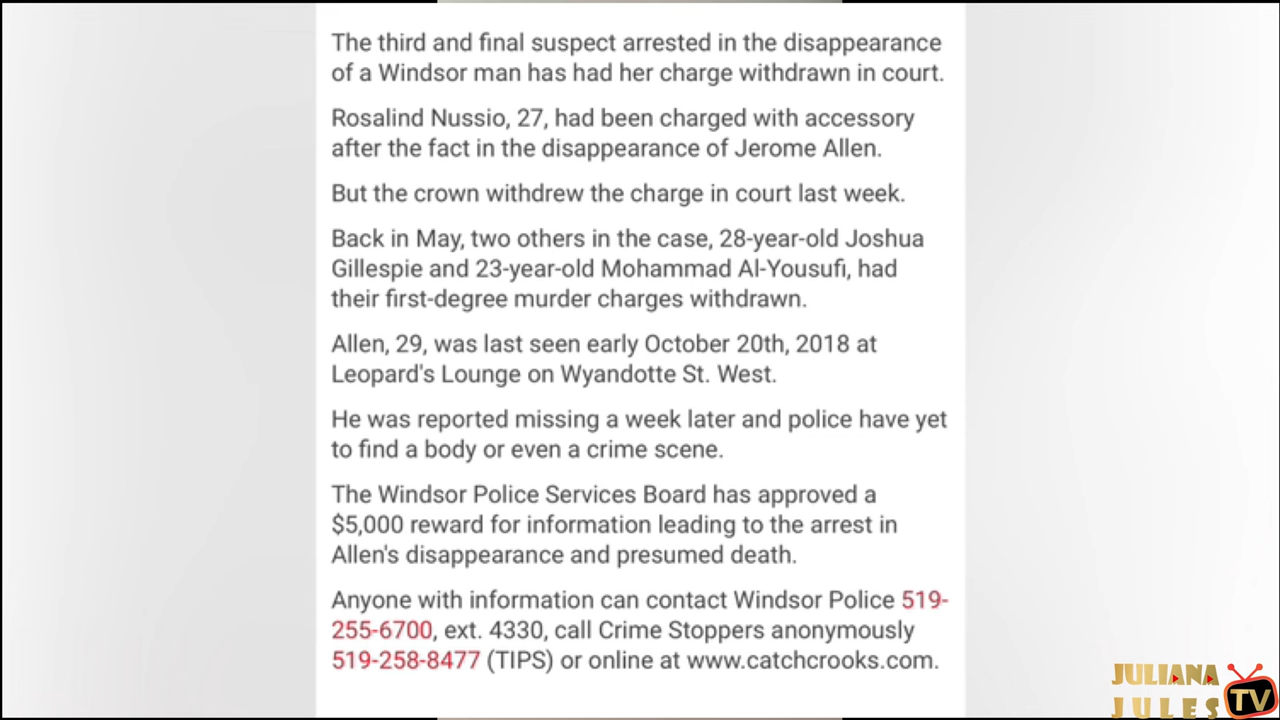 The third and final suspect arrested in the disappearance
of a Windsor man has had her charge withdrawn in court.
Rosalind Nussio, 27, had been charged with accessory
after the fact in the disappearance of Jerome Allen.
But the crown withdrew the charge in court last week.
Back in May, two others in the case, 28-year-old Joshua
Gillespie and 23-year-old Mohammad Al-Yousufi, had
their first-degree murder charges withdrawn.
Allen, 29, was last seen early October 20th, 2018 at
Leopard's Lounge on Wyandotte St. West.
He was reported missing a week later and police have yet
to find a body or even a crime scene.
The Windsor Police Services Board has approved a
$5,000 reward for information leading to the arrest in
Allen's disappearance and presumed death.
Anyone with information can contact Windsor Police 519-
255-6700, ext. 4330, call Crime Stoppers anonymously
519-258-8477 (TIPS) or online at www.catchcrooks.com.
JULIANA
JULES TV